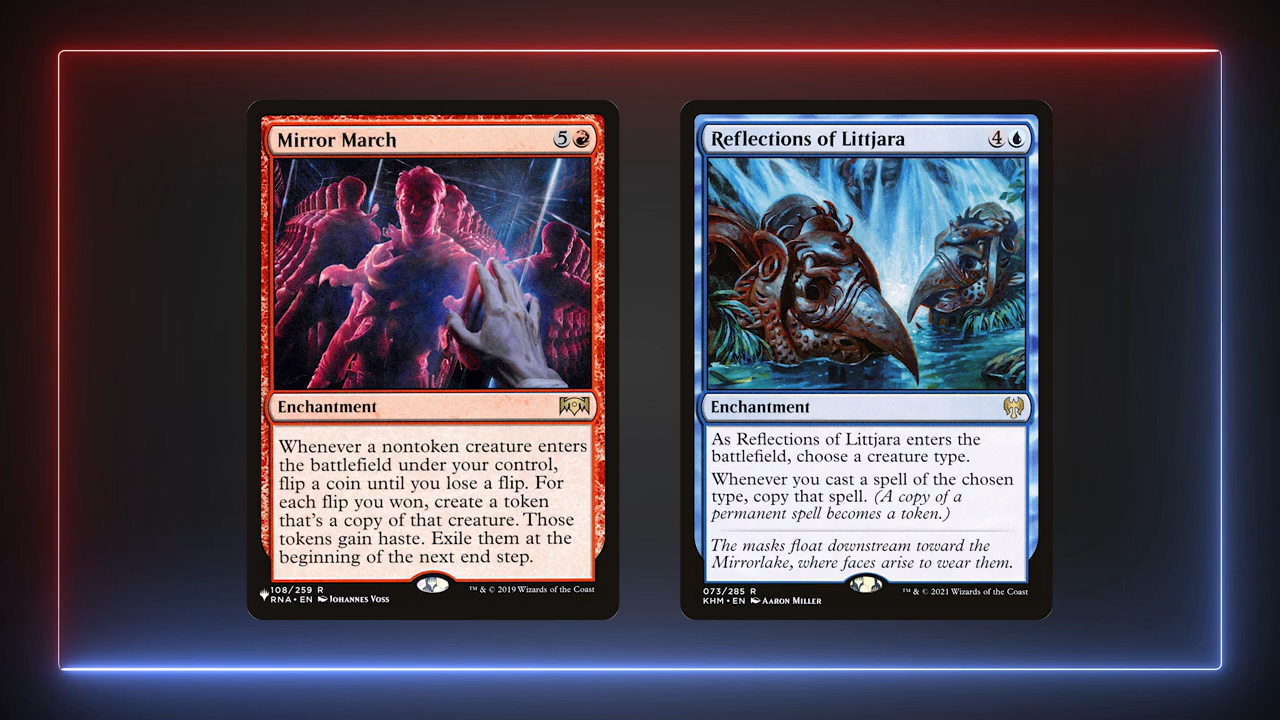 Mirror March
5
Enchantment
Whenever a nontoken creature enters
the battlefield under your control,
flip a coin until you lose a flip. For
each flip you won, create a token
that's a copy of that creature. Those
tokens gain haste. Exile them at the
beginning of the next end step.
108/259 R
RNA • EN Johannes Voss
™ & © 2019 Wizards of the Coast
Reflections of Littjara
4
Enchantment
As Reflections of Littjara enters the
battlefield, choose a creature type.
Whenever you cast a spell of the chosen
type, copy that spell. (A copy of a
permanent spell becomes a token.)
The masks float downstream toward the
Mirrorlake, where faces arise to wear them.
073/285 R
KHM • EN Aaron Miller
™ & © 2021 Wizards of the Coast